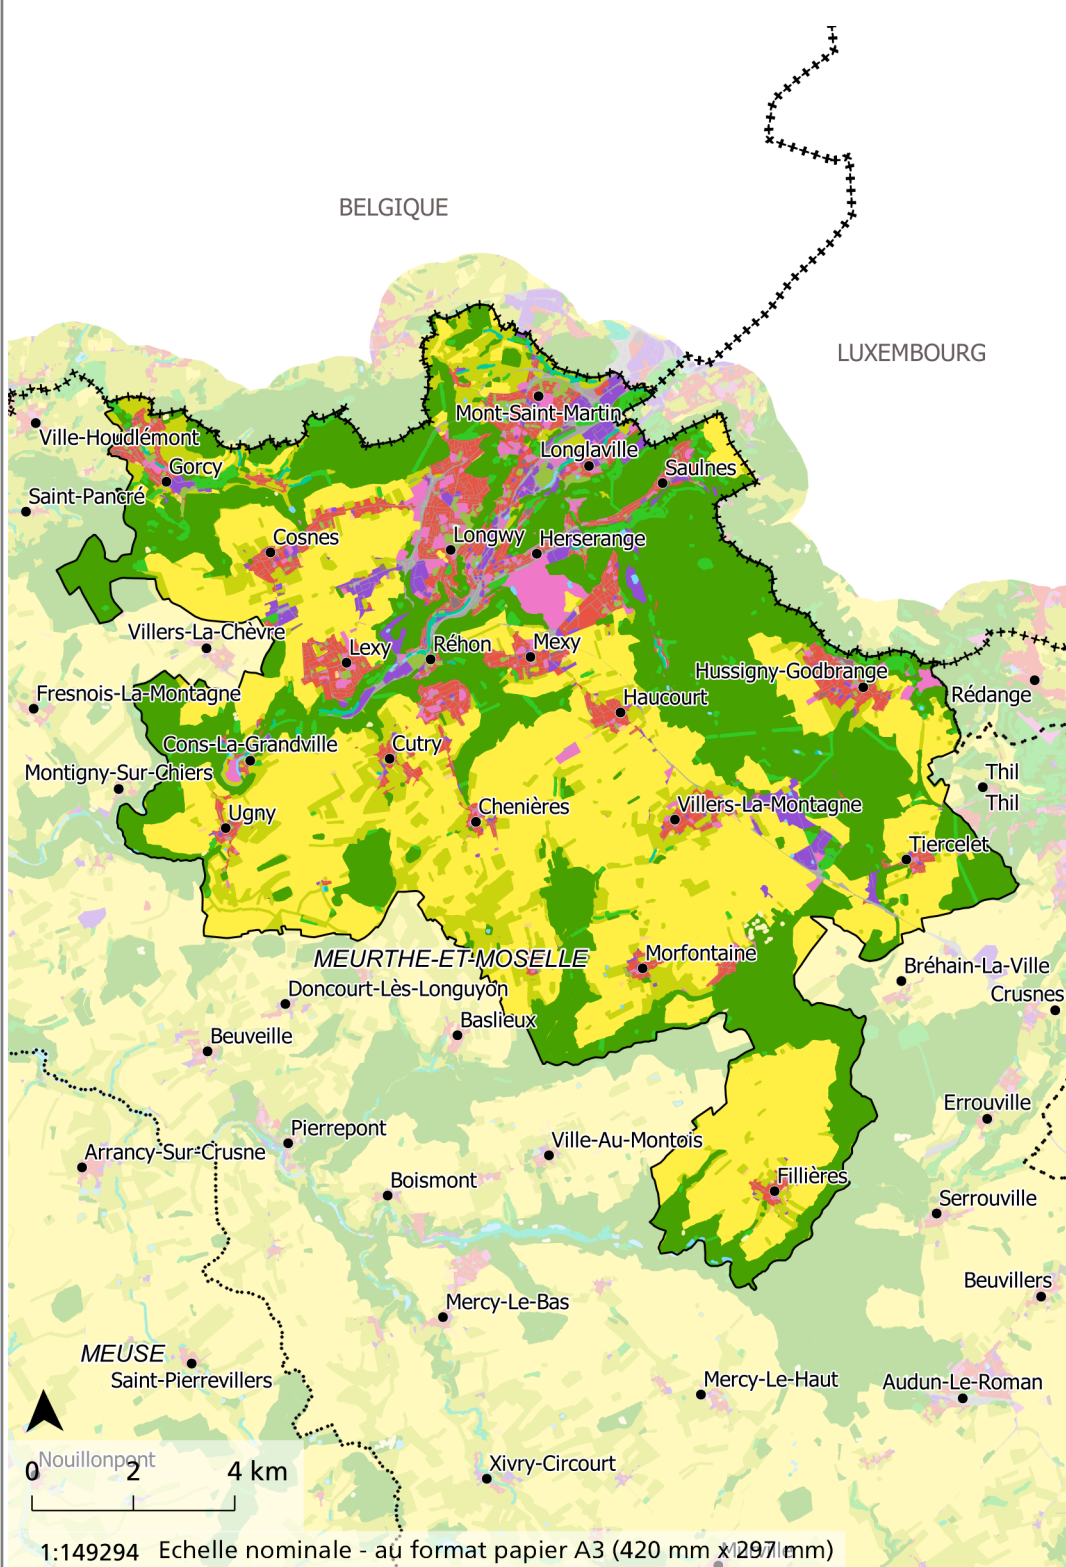 BELGIQUE
LUXEMBOURG
Mont-Saint-Martin
Ville-Houdlémont
Longlaville
Gorcy
Saulnes
Saint-Pancré
Cosnes
Longwy
Herserange
Villers-La-Chèvre
Lexy
Réhon
Mexy
Hussigny-Godbrange
Fresnois-La-Montagne
Haucourt
Rédange
Cons-La-Grandville
Cutry
Montigny-Sur-Chiers
Thil
Thil
Ugny
Chenières
Villers-La-Montagne
Tiercelet
MEURTHE-ET-MOSELLE
Morfontaine
Bréhain-La-Ville
Doncourt-Lès-Longuyon
Crusnes
Baslieux
Beuveille
Errouville
Pierrepont
Ville-Au-Montois
Arrancy-Sur-Crusne
Boismont
Fillières
Serrouville
Beuvillers
Mercy-Le-Bas
MEUSE
Saint-Pierrevillers
Mercy-Le-Haut
Audun-Le-Roman
Nouillonpont
Xivry-Circourt
0 2 4 km
1:149294 Echelle nominale - au format papier A3 (420 mm x 297 mm)